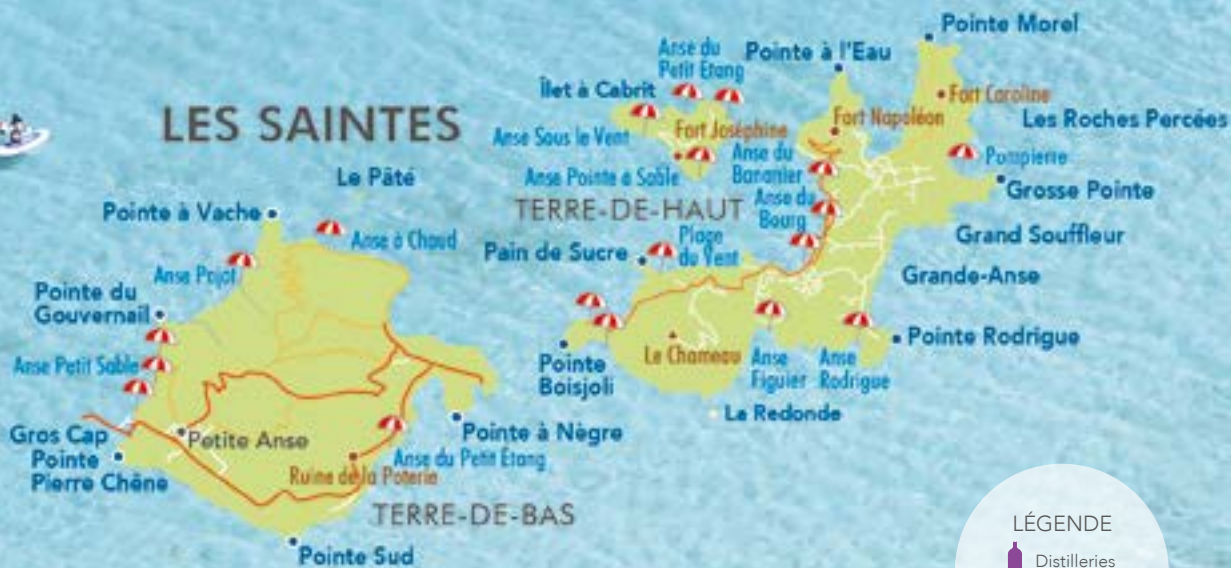 LES SAINTES
Le Pâté
Pointe à Vache
Anse à Chaud
Anse Pajot
Pointe du
Gouvernail
Anse Petit Sable
Gros Cap
Pointe
Pierre Chêne
Petite Anse
Ruine de la Poterie
Anse du Petit Etang
Pointe à Nègre
TERRE-DE-BAS
Pointe Sud
Îlet à Cabrit
Anse du
Petit Etang
Pointe à l'Eau
Pointe Morel
Fort Caroline
Les Roches Percées
Anse Sous le Vent
Fort Joséphine
Fort Napoléon
Anse Pointe à Sable
Anse du
Bananier
Pompierre
Grosse Pointe
TERRE-DE-HAUT
Anse du
Bourg
Grand Souffleur
Pain de Sucre
Plage
du Vent
Grande-Anse
Pointe
Boisjoli
Le Chameau
Anse
Figuier
Anse
Rodrigue
Pointe Rodrigue
La Redonde
LÉGENDE
Distilleries